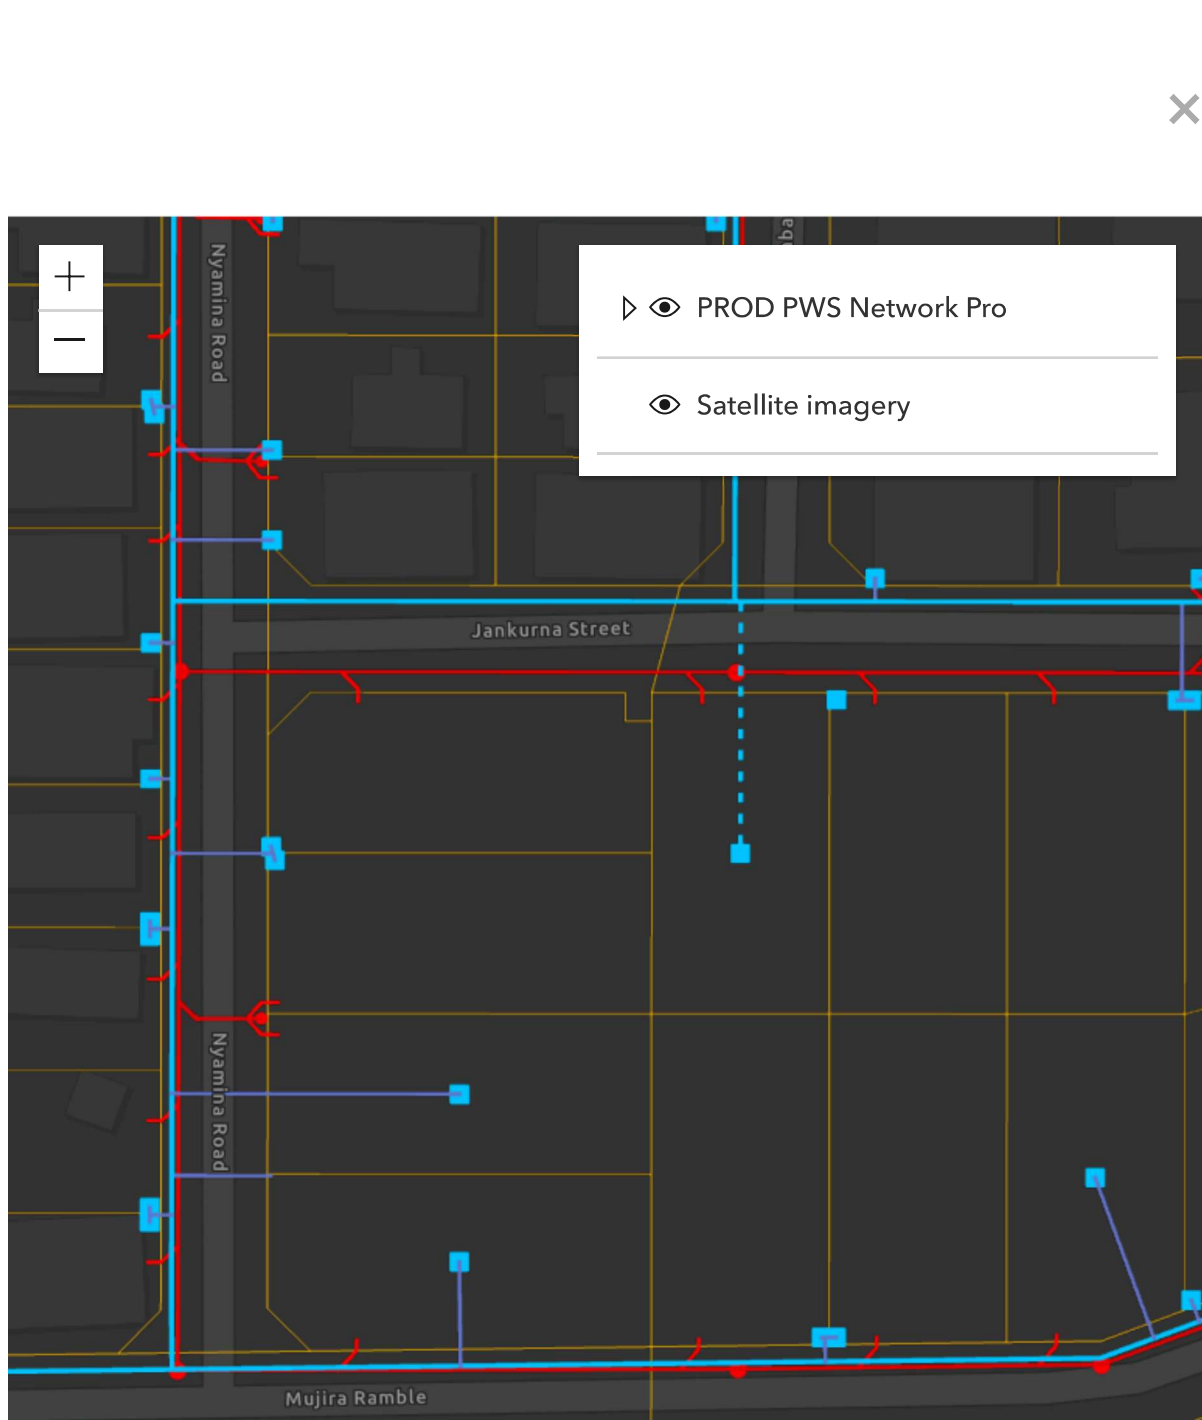 Nyamina Road
PROD PWS Network Pro
Satellite imagery
Jankurna Street
Nyamina Road
Mujira Ramble